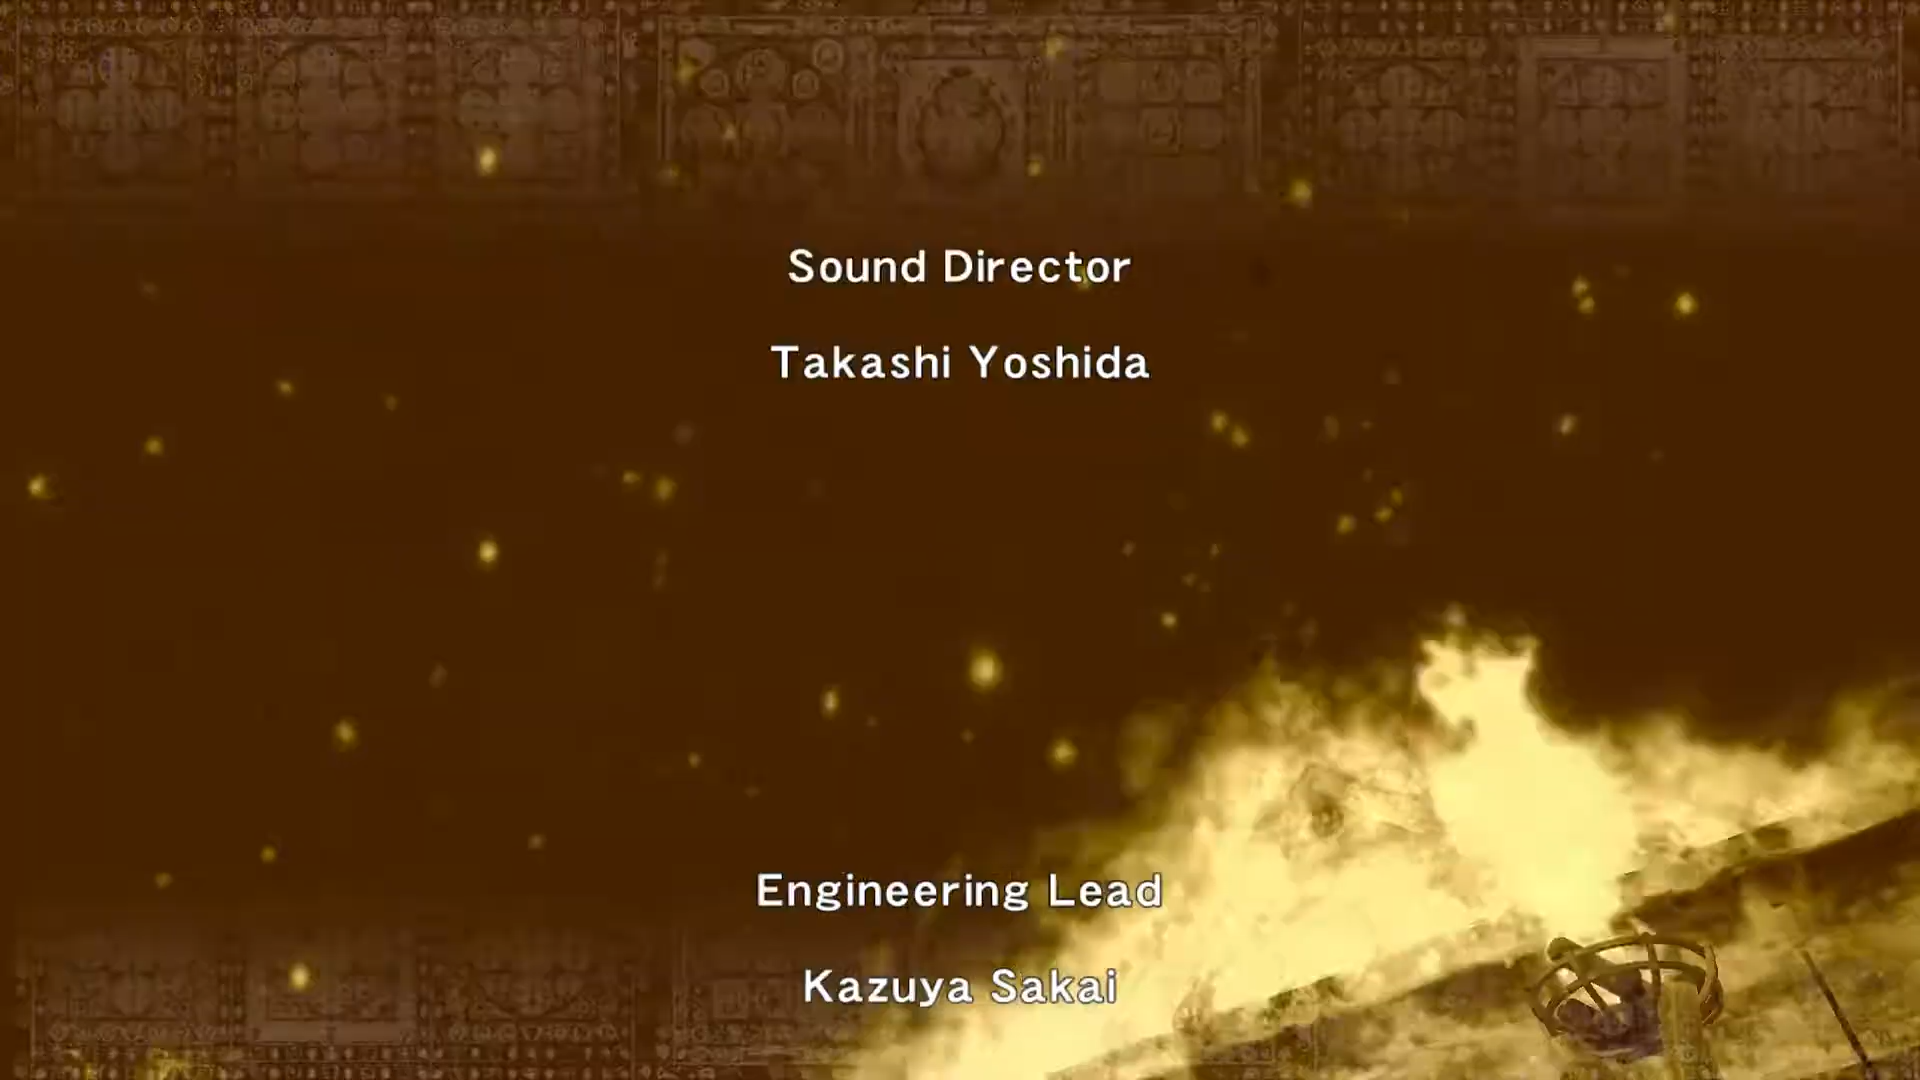 Sound Director
Takashi Yoshida
Engineering Lead
Kazuya Sakai